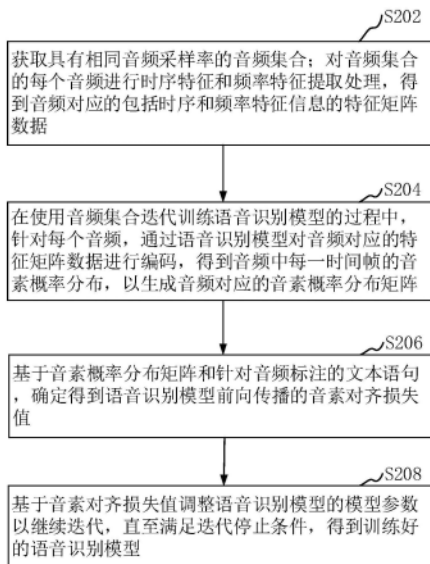 S202
获取具有相同音频采样率的音频集合；对音频集合
的每个音频进行时序特征和频率特征提取处理，得
到音频对应的包括时序和频率特征信息的特征矩阵
数据
S204
在使用音频集合迭代训练语音识别模型的过程中，
针对每个音频，通过语音识别模型对音频对应的特
征矩阵数据进行编码，得到音频中每一时间帧的音
素概率分布，以生成音频对应的音素概率分布矩阵
S206
基于音素概率分布矩阵和针对音频标注的文本语句
，确定得到语音识别模型前向传播的音素对齐损失
值
S208
基于音素对齐损失值调整语音识别模型的模型参数
以继续迭代，直至满足迭代停止条件，得到训练好
的语音识别模型